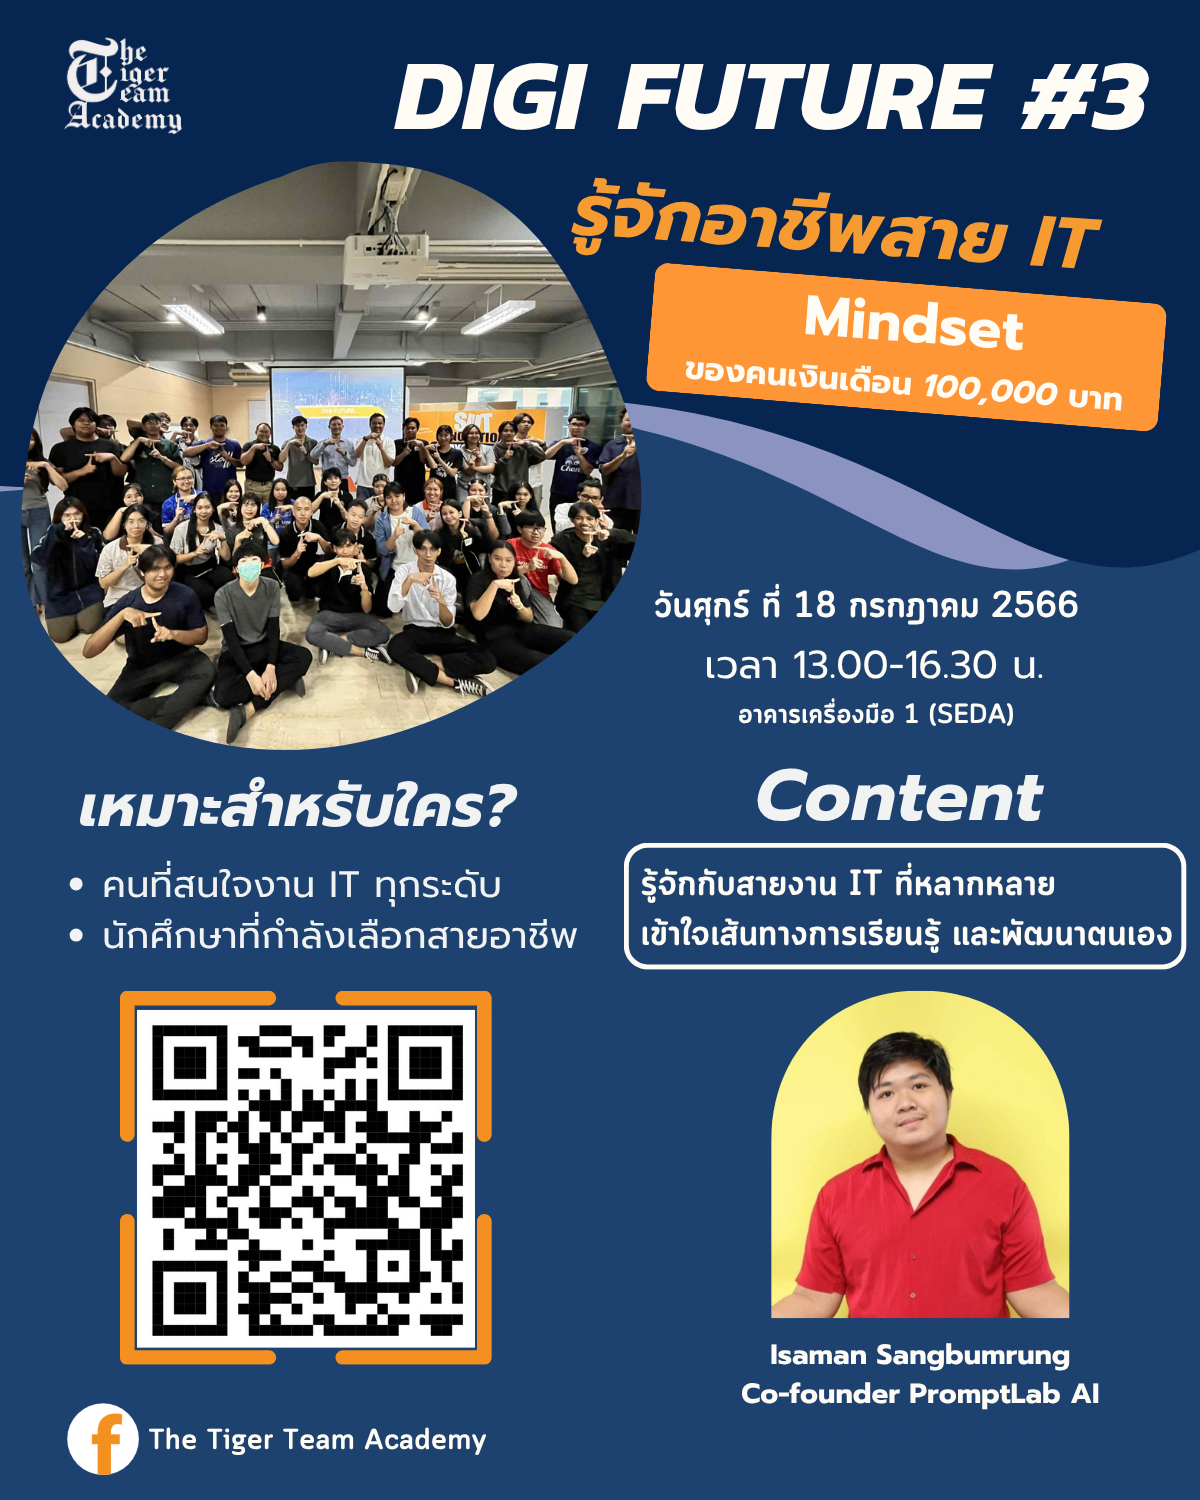 The
Tiger
Team
Academy
DIGI FUTURE #3
รู้จักอาชีพสาย IT
Mindset
ของคนเงินเดือน 100,000 บาท
วันศุกร์ ที่ 18 กรกฎาคม 2566
เวลา 13.00-16.30 น.
อาคารเครื่องมือ 1 (SEDA)
เหมาะสำหรับใคร?
• คนที่สนใจงาน IT ทุกระดับ
• นักศึกษาที่กำลังเลือกสายอาชีพ
Content
รู้จักกับสายงาน IT ที่หลากหลาย
เข้าใจเส้นทางการเรียนรู้ และพัฒนาตนเอง
Isaman Sangbumrung
Co-founder PromptLab AI
The Tiger Team Academy